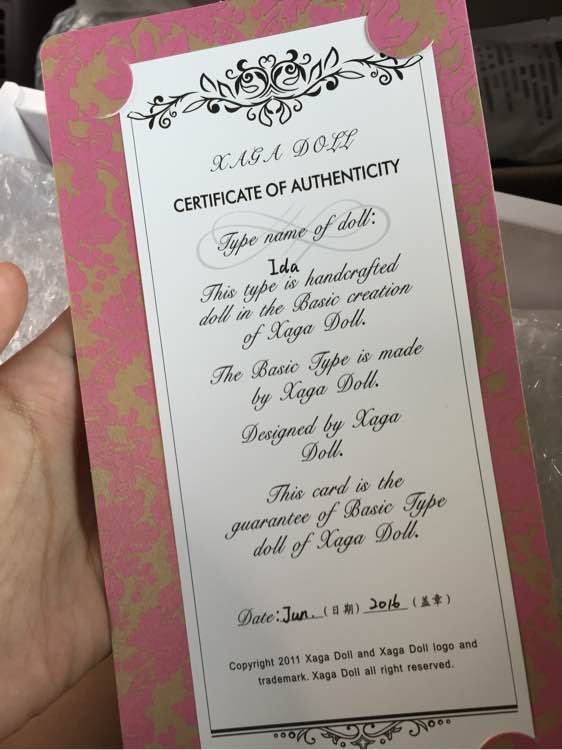 XAGA DOLL
CERTIFICATE OF AUTHENTICITY
Type name of doll:
Ida
This type is handcrafted
doll in the Basic creation
of Xaga Doll.
The Basic Type is made
by Xaga Doll.
Designed by Xaga
Doll.
This card is the
guarantee of Basic Type
doll of Xaga Doll.
Date: Jun. (日期) 2016 (盖章)
Copyright 2011 Xaga Doll and Xaga Doll logo and
trademark. Xaga Doll all right reserved.